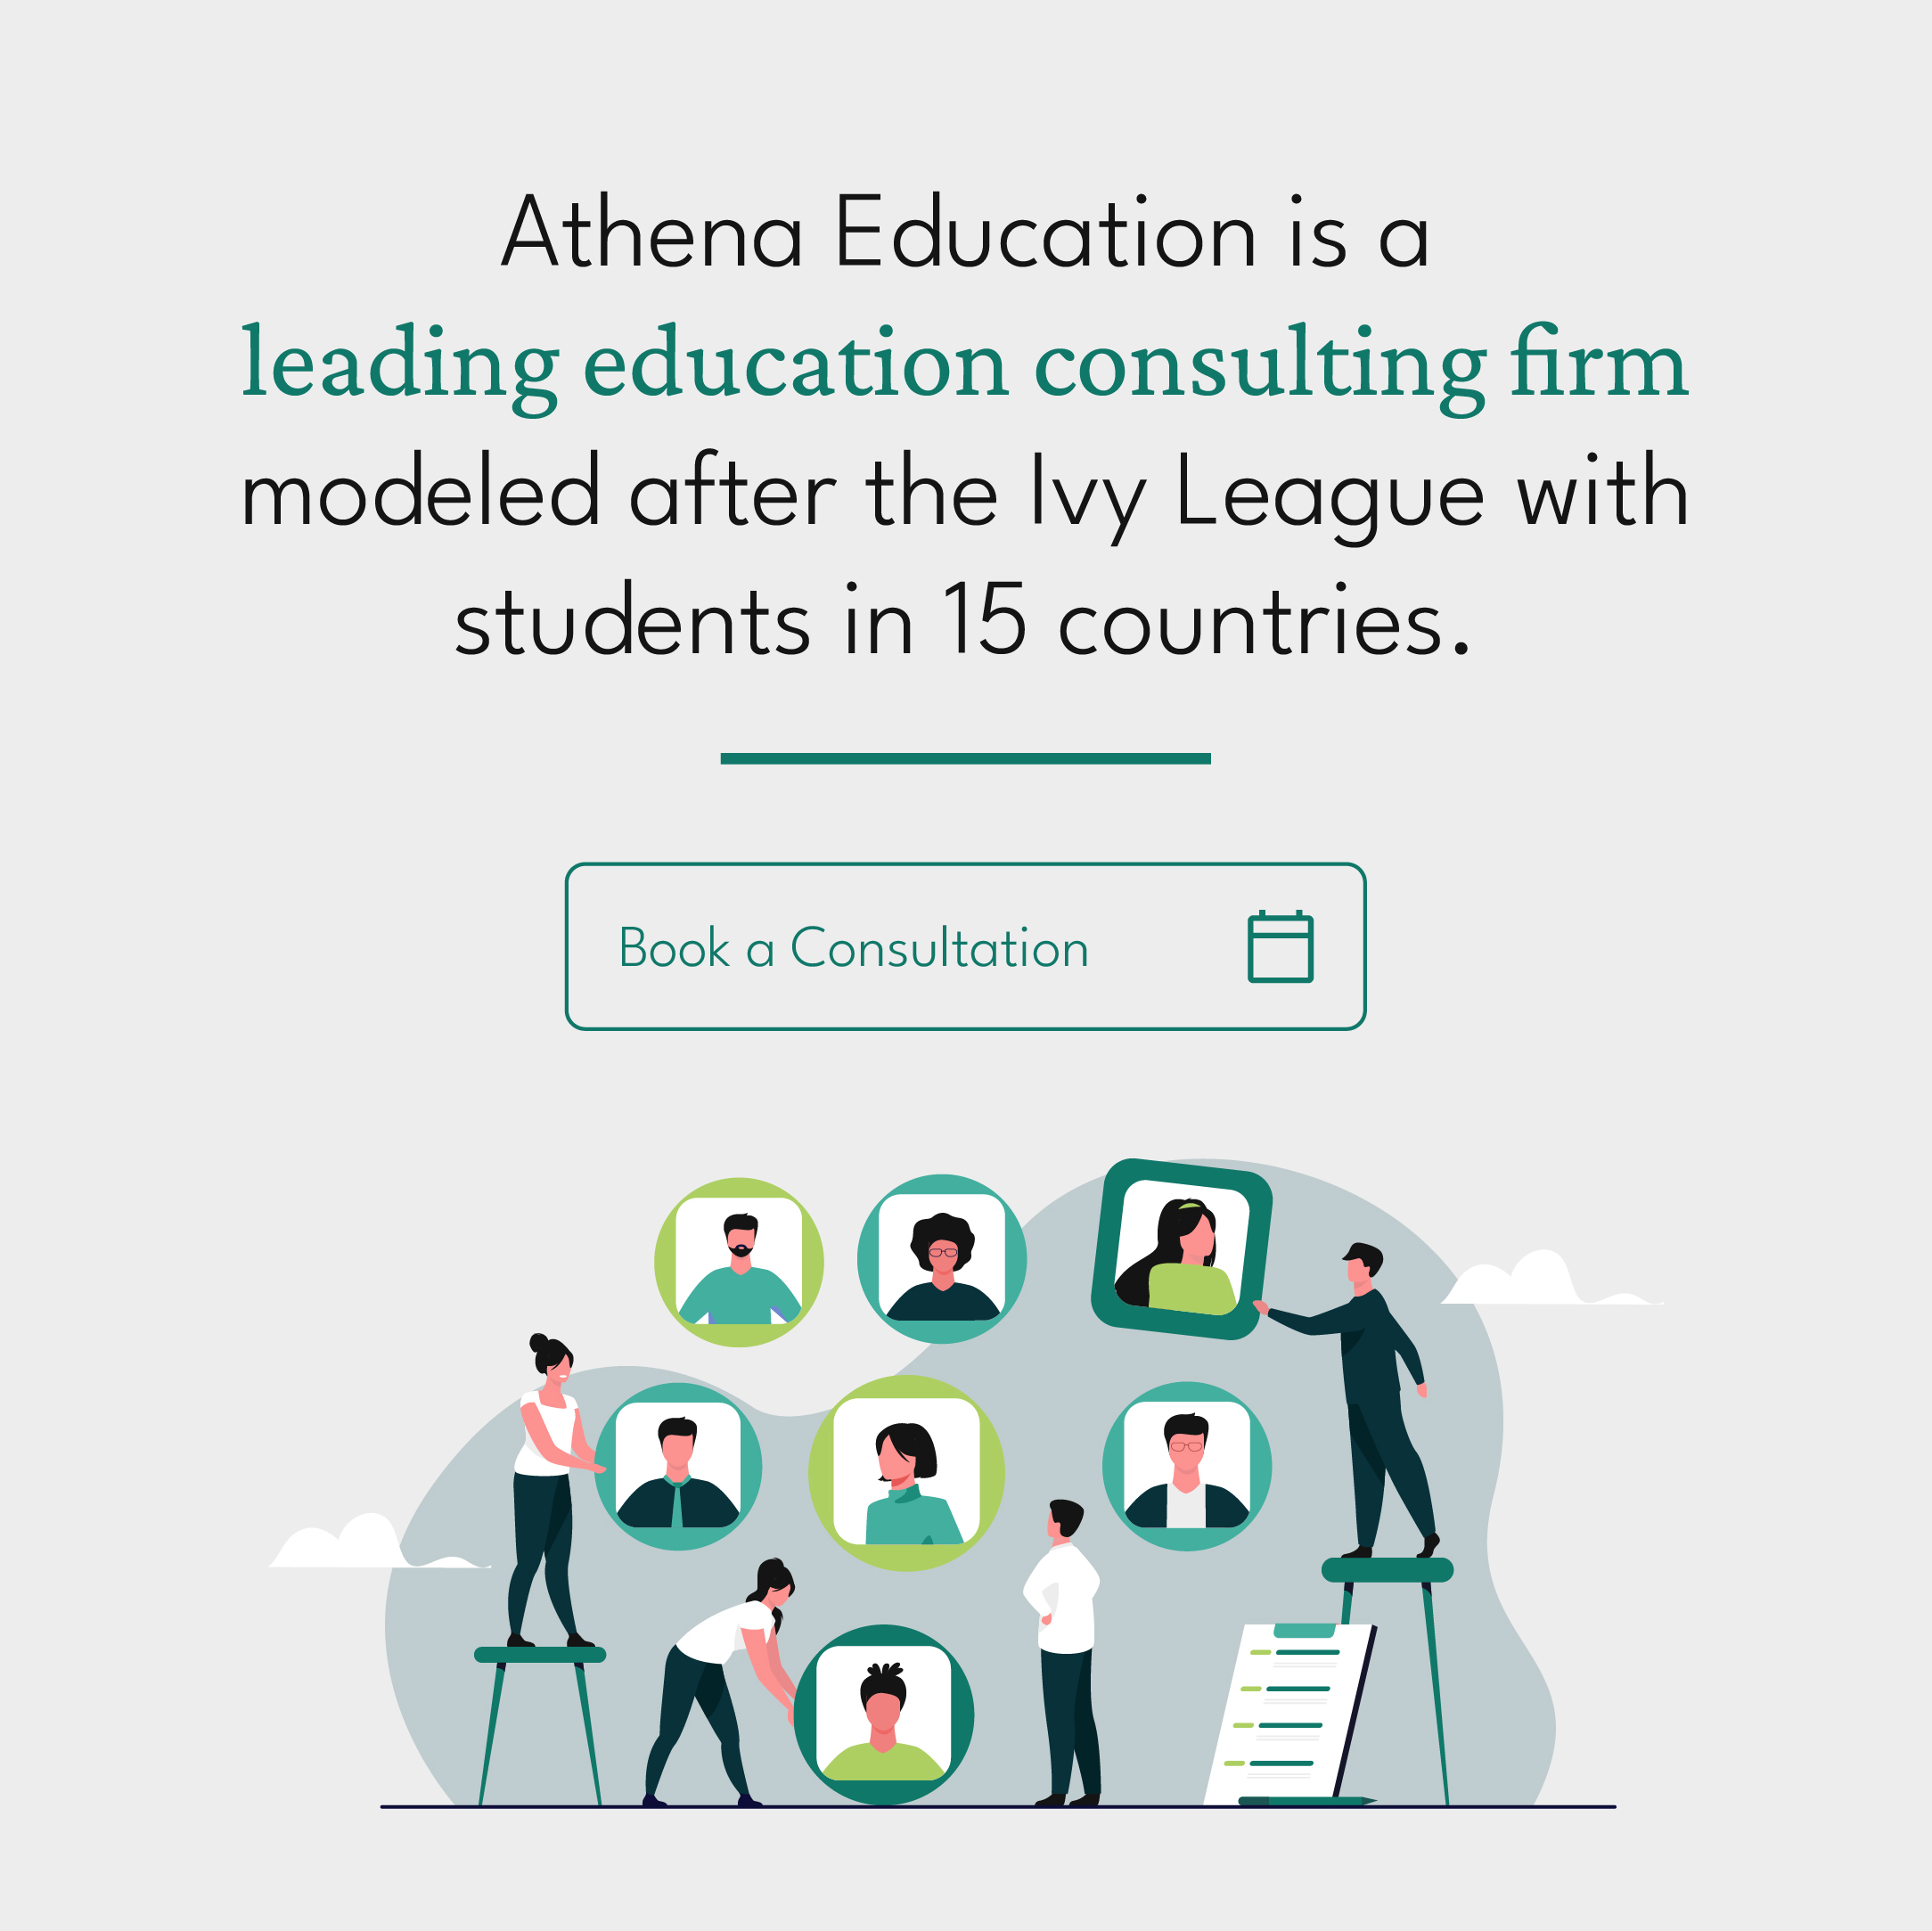 Athena Education is a
leading education consulting firm
modeled after the Ivy League with
students in 15 countries.
Book a Consultation